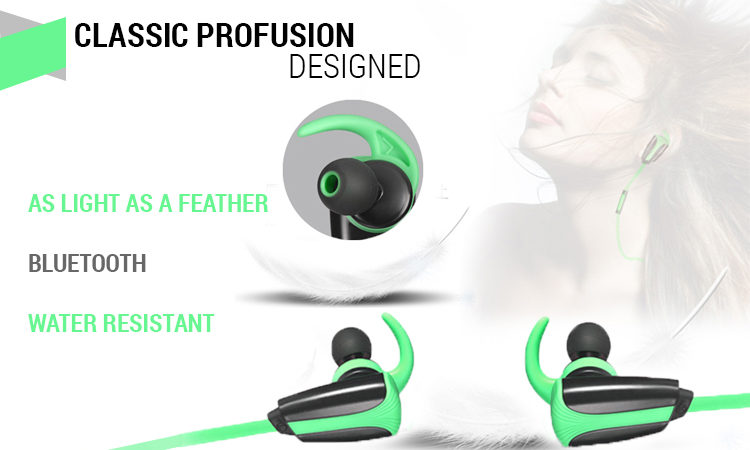 CLASSIC PROFUSION
DESIGNED
AS LIGHT AS A FEATHER
BLUETOOTH
WATER RESISTANT